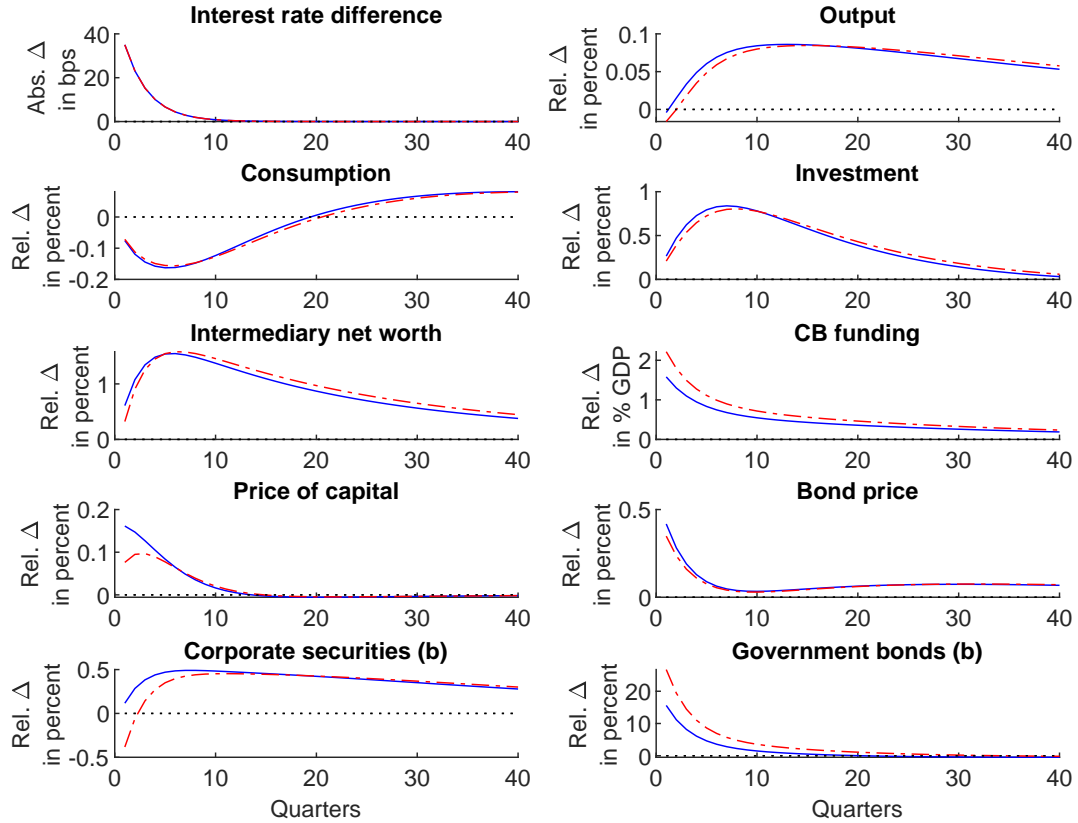 Interest rate difference
Abs. Δ
in bps
40
20
0
0 10 20 30 40
Output
Rel. Δ
in percent
0.1
0.05
0
0 10 20 30 40
Consumption
Rel. Δ
in percent
0
-0.1
-0.2
0 10 20 30 40
Investment
Rel. Δ
in percent
1
0.5
0
0 10 20 30 40
Intermediary net worth
Rel. Δ
in percent
1
0
0 10 20 30 40
CB funding
Rel. Δ
in % GDP
2
1
0
0 10 20 30 40
Price of capital
Rel. Δ
in percent
0.2
0.1
0
0 10 20 30 40
Bond price
Rel. Δ
in percent
0.5
0
0 10 20 30 40
Corporate securities (b)
Rel. Δ
in percent
0.5
0
-0.5
0 10 20 30 40
Quarters
Government bonds (b)
Rel. Δ
in percent
20
10
0
0 10 20 30 40
Quarters